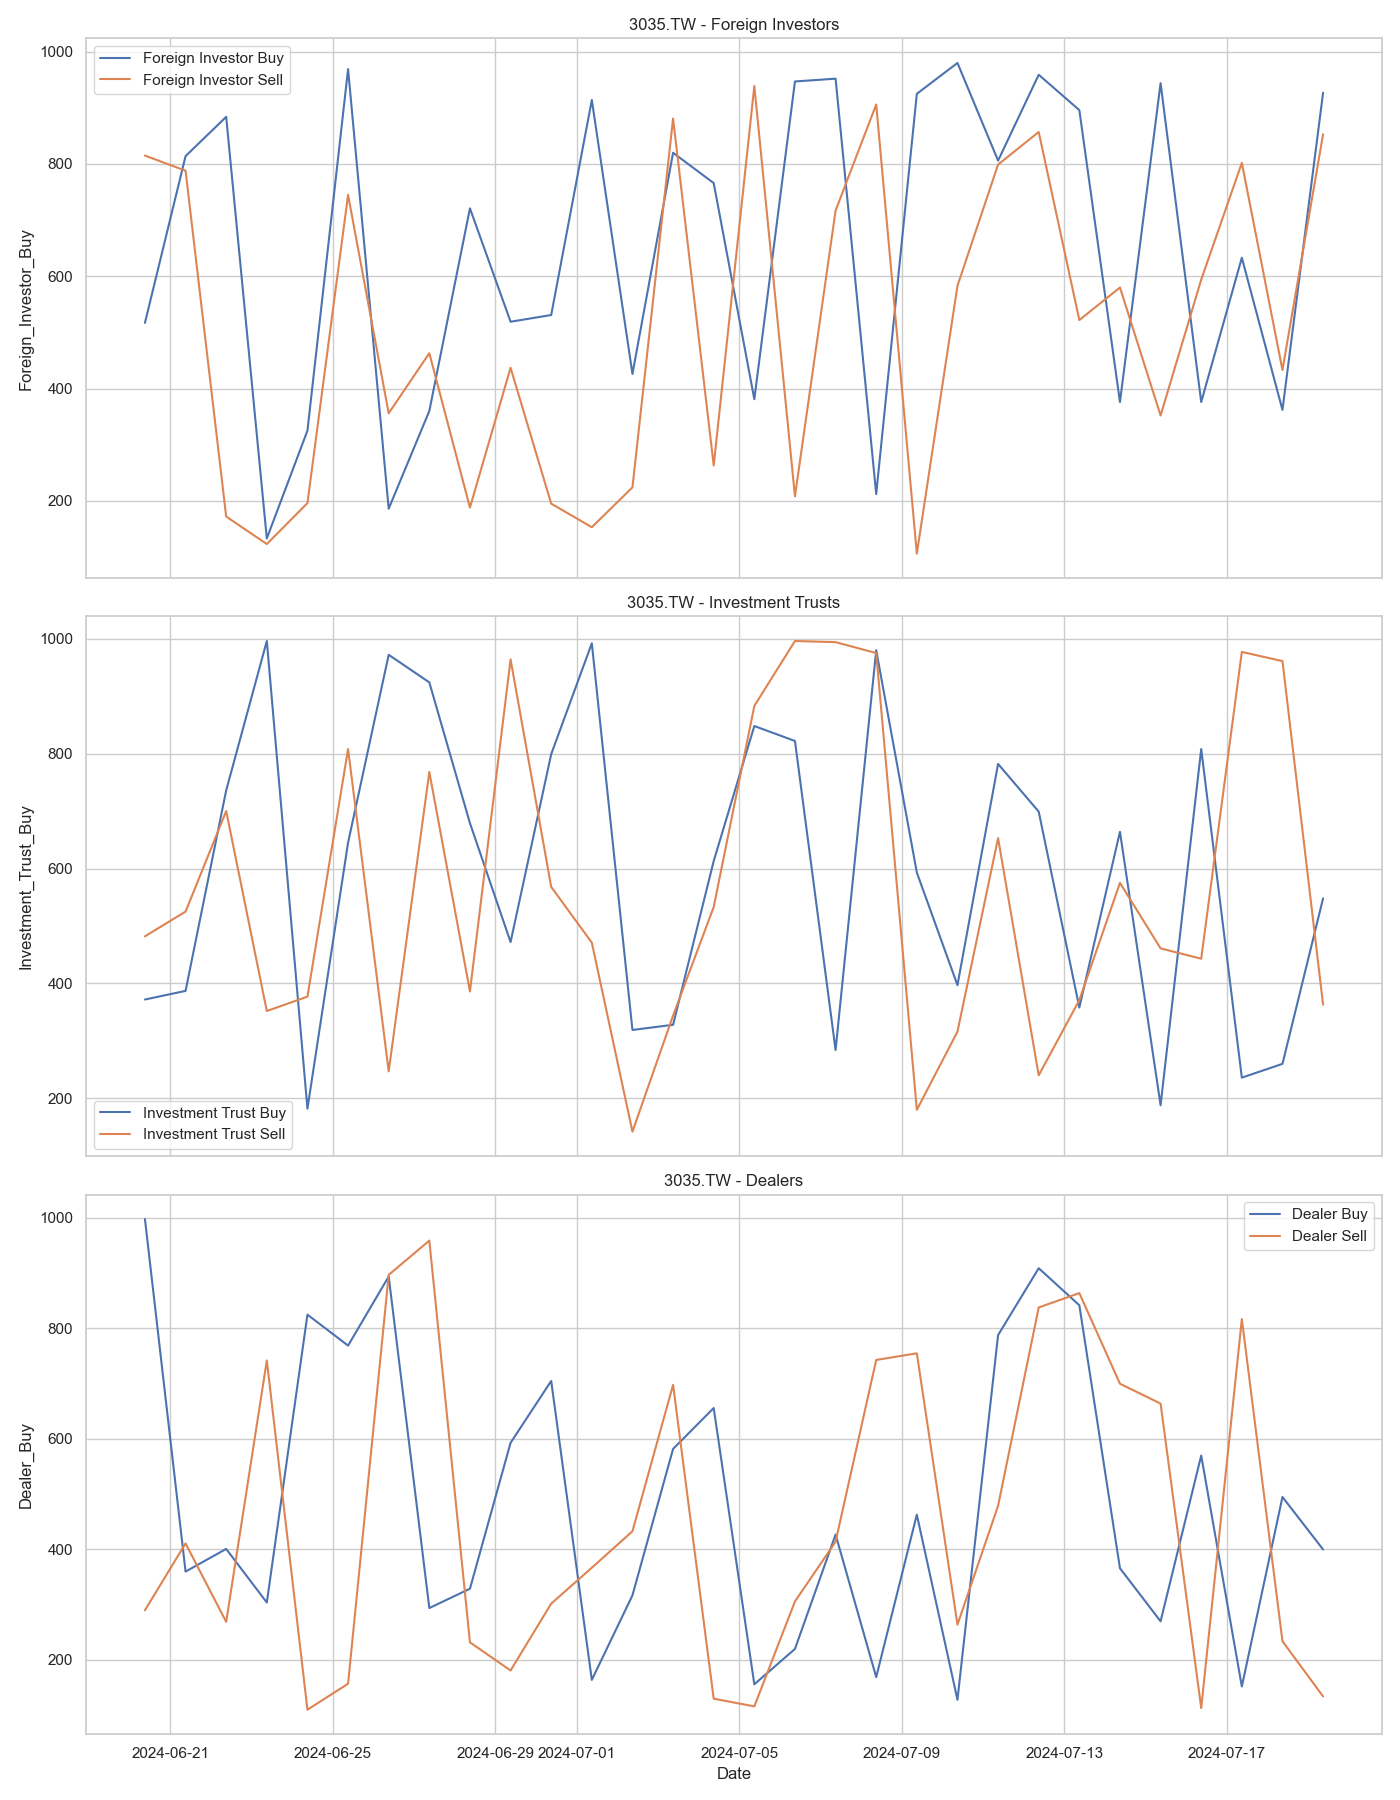 3035.TW - Foreign Investors
Foreign Investor Buy
Foreign Investor Sell
Foreign_Investor_Buy
1000
800
600
400
200
3035.TW - Investment Trusts
Investment_Trust_Buy
1000
800
600
400
200
Investment Trust Buy
Investment Trust Sell
3035.TW - Dealers
Dealer Buy
Dealer Sell
Dealer_Buy
1000
800
600
400
200
2024-06-21 2024-06-25 2024-06-29 2024-07-01 2024-07-05 2024-07-09 2024-07-13 2024-07-17
Date